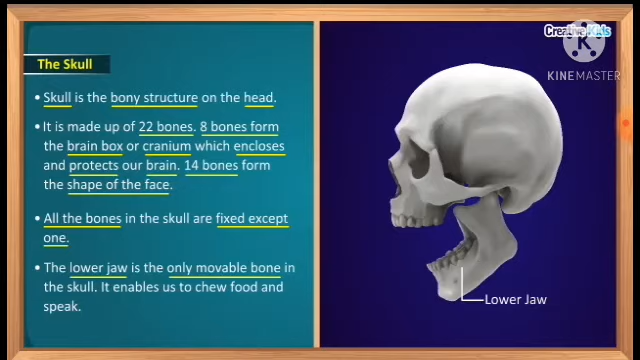 Creative Kids
KINEMASTER
The Skull
• Skull is the bony structure on the head.
• It is made up of 22 bones. 8 bones form
the brain box or cranium which encloses
and protects our brain. 14 bones form
the shape of the face.
• All the bones in the skull are fixed except
one.
• The lower jaw is the only movable bone in
the skull. It enables us to chew food and
speak.
Lower Jaw